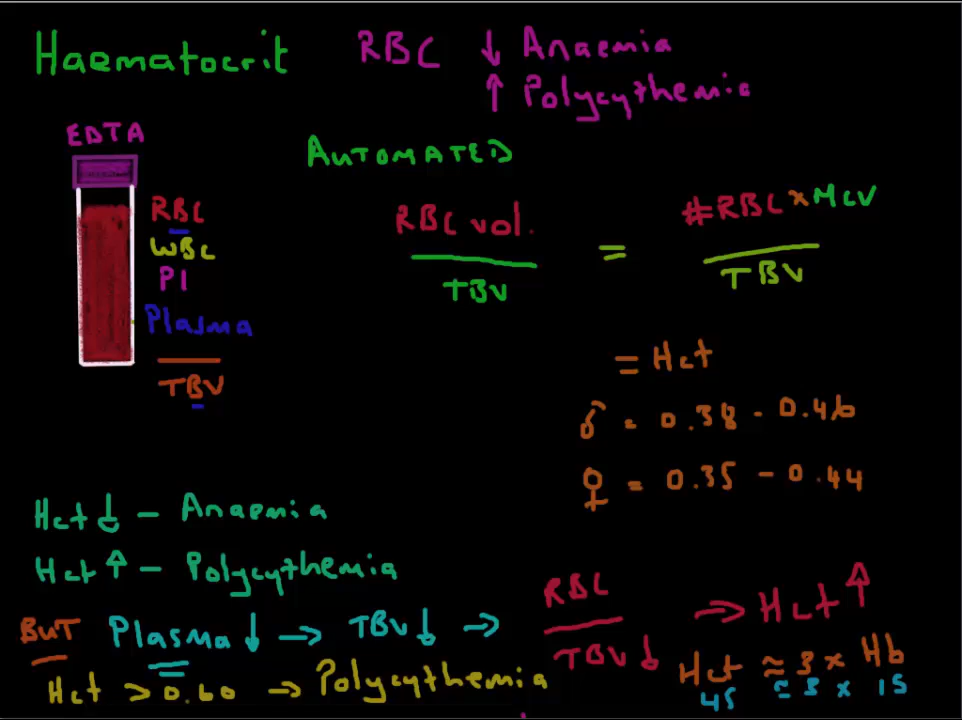 Haematocrit RBC ↓ Anaemia
↑ Polycythemia
EDTA
AUTOMATED
RBC
WBC
Pl
Plasma
TBV
RBC vol. = #RBC x MCV
TBV TBV
= Hct
♂ = 0.38 - 0.46
♀ = 0.35 - 0.44
Hct ↓ - Anaemia
Hct ↑ - Polycythemia
BUT Plasma ↓ → TBV ↓ → RBC
TBV ↓ → Hct ↑
Hct > 0.60 → Polycythemia
Hct ≈ 3 x Hb
45 ≈ 3 x 15